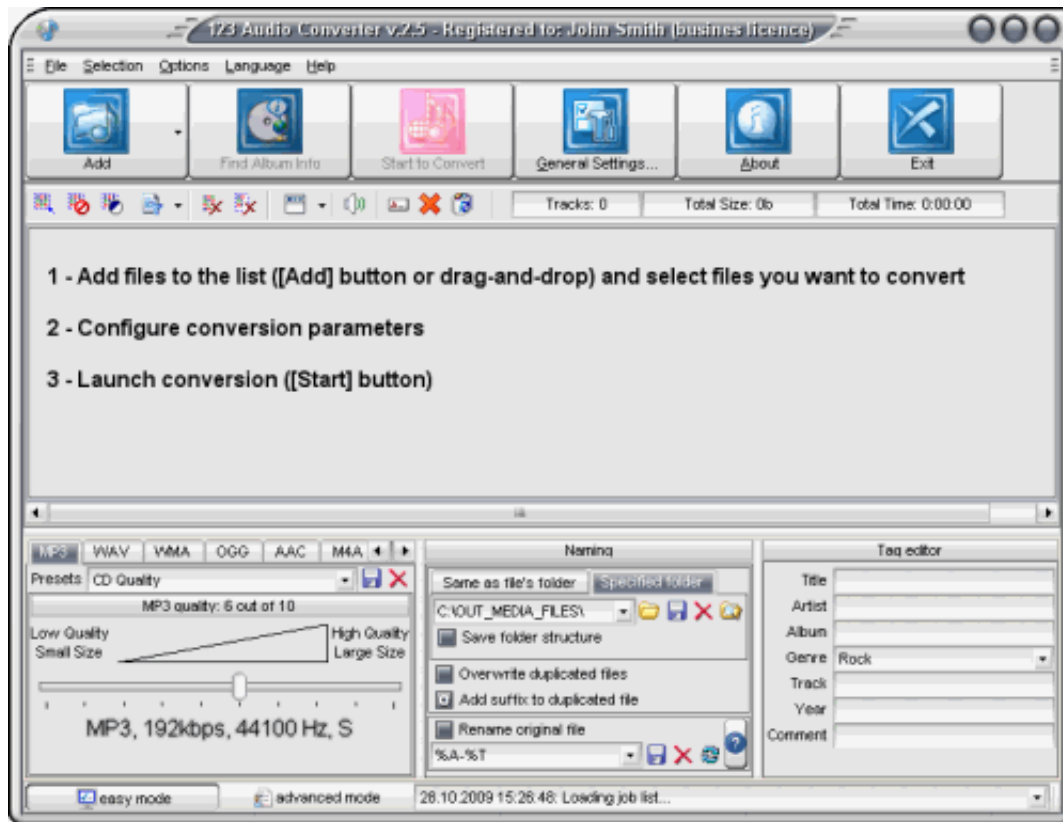 123 Audio Converter v.2.5 - Registered to: John Smith (busines licence)
File Selection Options Language Help
Add Find Album Info Start to Convert General Settings... About Exit
Tracks: 0 Total Size: 0b Total Time: 0:00:00
1 - Add files to the list ([Add] button or drag-and-drop) and select files you want to convert
2 - Configure conversion parameters
3 - Launch conversion ([Start] button)
MP3 WAV WMA OGG AAC M4A
Presets CD Quality
MP3 quality: 6 out of 10
Low Quality High Quality
Small Size Large Size
MP3, 192kbps, 44100 Hz, S
Naming
Same as file's folder Specified folder
C:\OUT_MEDIA_FILES\
Save folder structure
Overwrite duplicated files
Add suffix to duplicated file
Rename original file
%A-%T
Tag editor
Title
Artist
Album
Genre Rock
Track
Year
Comment
easy mode advanced mode 28.10.2009 15:26:48: Loading job list...